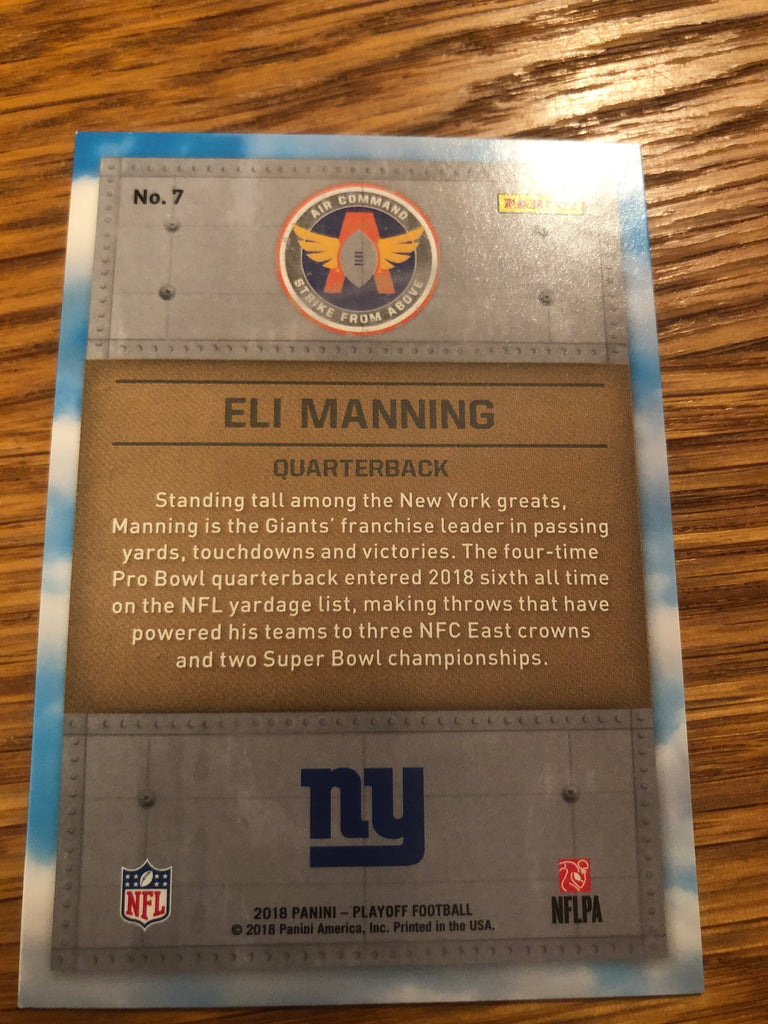 No. 7
AIR COMMAND
STRIKE FROM ABOVE
ELI MANNING
QUARTERBACK
Standing tall among the New York greats,
Manning is the Giants' franchise leader in passing
yards, touchdowns and victories. The four-time
Pro Bowl quarterback entered 2018 sixth all time
on the NFL yardage list, making throws that have
powered his teams to three NFC East crowns
and two Super Bowl championships.
ny
NFL
NFLPA
2018 PANINI – PLAYOFF FOOTBALL
© 2018 Panini America, Inc. Printed in the USA.